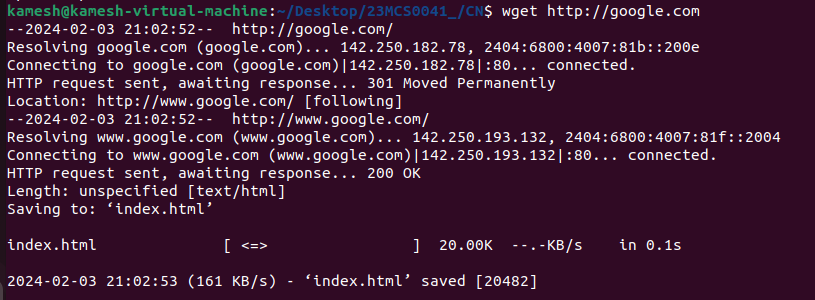 kamesh@kamesh-virtual-machine:~/Desktop/23MCS0041_/CN$ wget http://google.com
--2024-02-03 21:02:52--  http://google.com/
Resolving google.com (google.com)... 142.250.182.78, 2404:6800:4007:81b::200e
Connecting to google.com (google.com)|142.250.182.78|:80... connected.
HTTP request sent, awaiting response... 301 Moved Permanently
Location: http://www.google.com/ [following]
--2024-02-03 21:02:52--  http://www.google.com/
Resolving www.google.com (www.google.com)... 142.250.193.132, 2404:6800:4007:81f::2004
Connecting to www.google.com (www.google.com)|142.250.193.132|:80... connected.
HTTP request sent, awaiting response... 200 OK
Length: unspecified [text/html]
Saving to: ‘index.html’
index.html              [ <=>                ]  20.00K  --.-KB/s    in 0.1s
2024-02-03 21:02:53 (161 KB/s) - ‘index.html’ saved [20482]